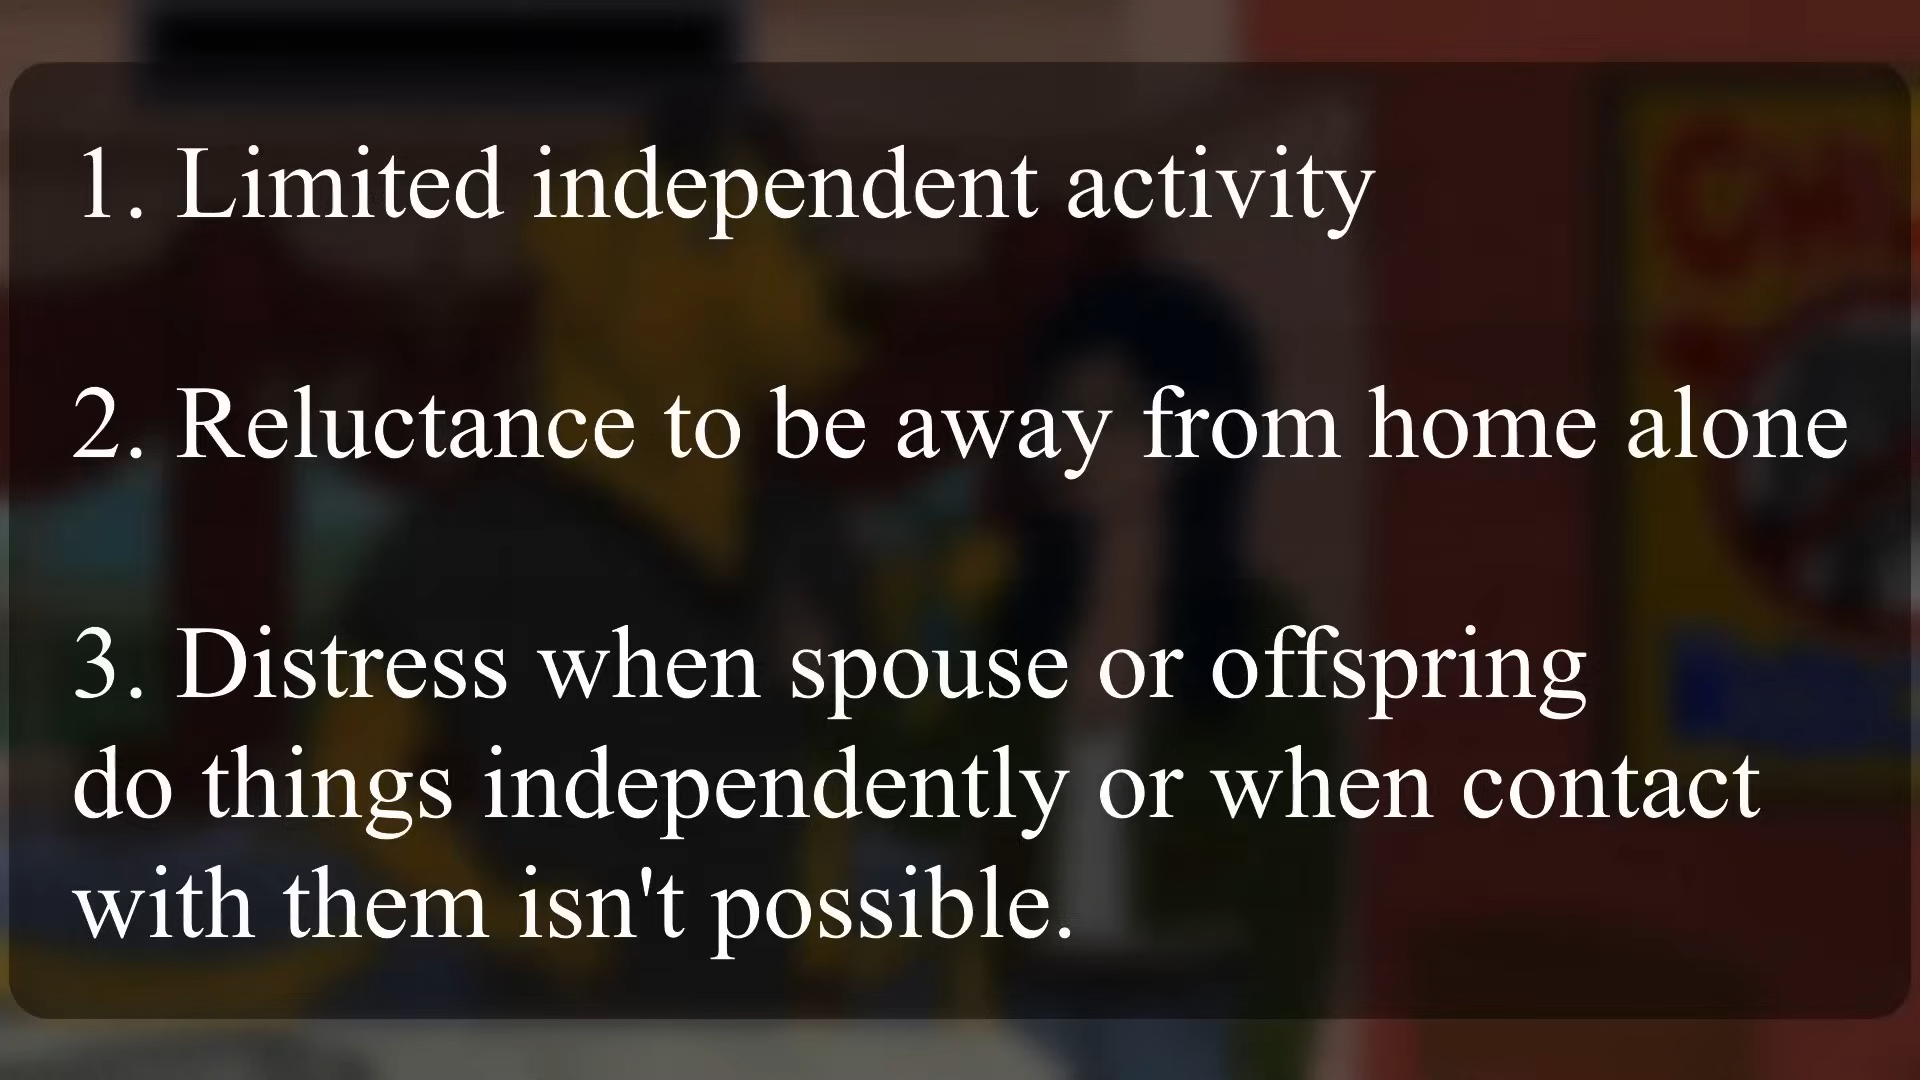 1. Limited independent activity
2. Reluctance to be away from home alone
3. Distress when spouse or offspring
do things independently or when contact
with them isn't possible.